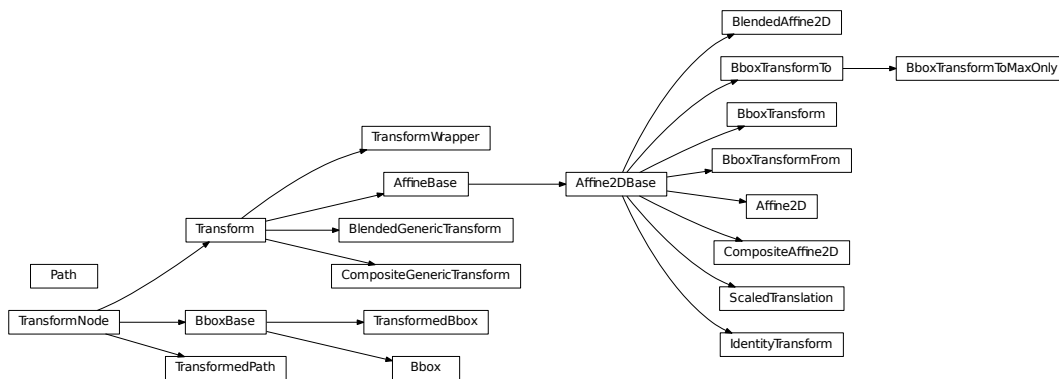 BlendedAffine2D
BboxTransformTo
BboxTransformToMaxOnly
BboxTransform
TransformWrapper
BboxTransformFrom
AffineBase
Affine2DBase
Affine2D
Transform
BlendedGenericTransform
CompositeAffine2D
Path
CompositeGenericTransform
ScaledTranslation
TransformNode
BboxBase
TransformedBbox
IdentityTransform
TransformedPath
Bbox